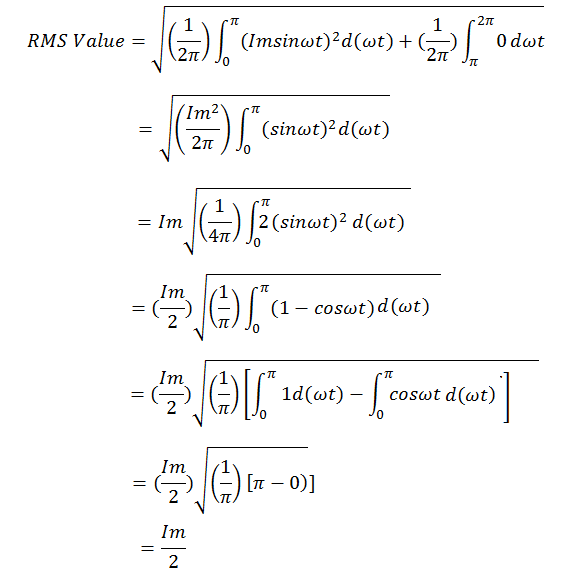 RMS Value = √((1/2π) ∫₀^π (Imsinωt)² d(ωt) + (1/2π) ∫_π^2π 0 dωt
= √((Im²/2π) ∫₀^π (sinωt)² d(ωt)
= Im √((1/4π) ∫₀^π 2(sinωt)² d(ωt)
= (Im/2) √((1/π) ∫₀^π (1 − cosωt) d(ωt)
= (Im/2) √((1/π) [∫₀^π 1d(ωt) − ∫₀^π cosωt d(ωt)]
= (Im/2) √((1/π) [π − 0)]
= Im/2